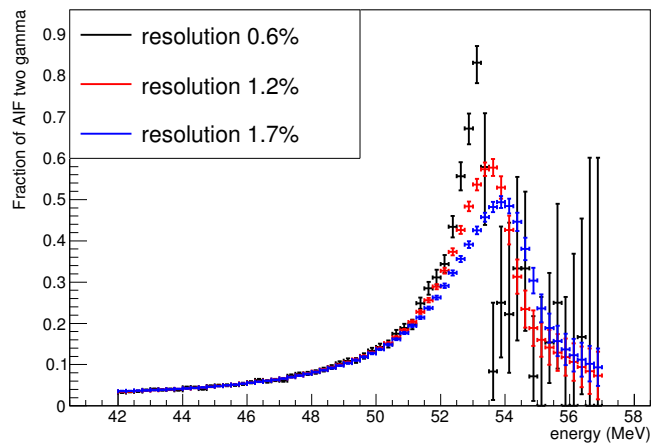 resolution 0.6%
resolution 1.2%
resolution 1.7%
Fraction of AIF two gamma
0.9
0.8
0.7
0.6
0.5
0.4
0.3
0.2
0.1
0
42 44 46 48 50 52 54 56 58
energy (MeV)